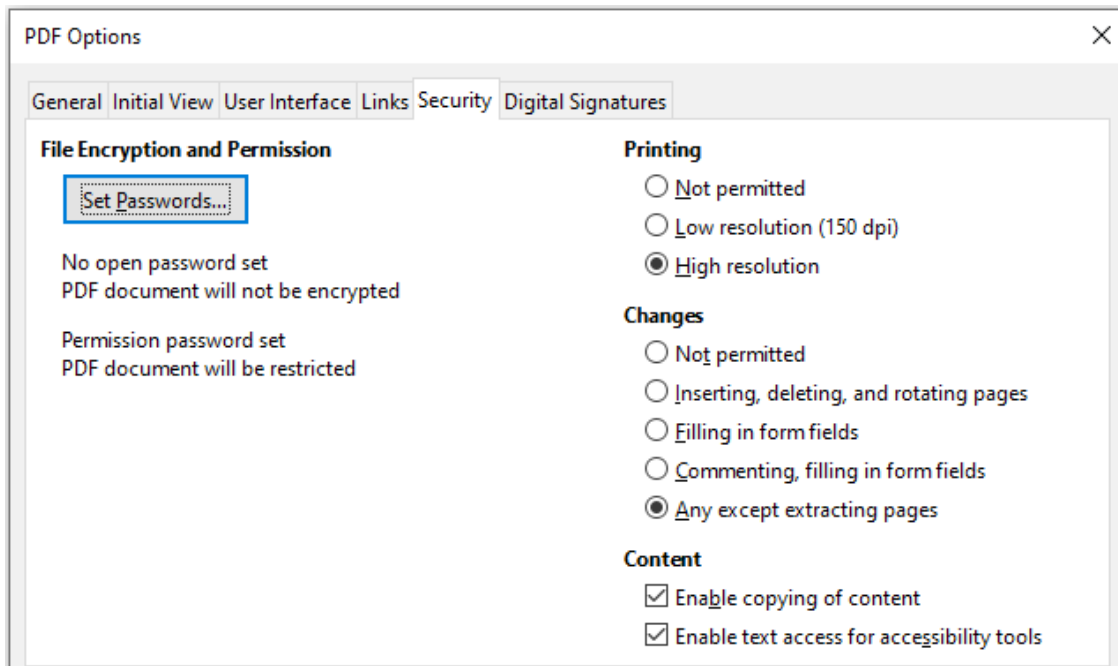 PDF Options
General Initial View User Interface Links Security Digital Signatures
File Encryption and Permission
Set Passwords...
No open password set
PDF document will not be encrypted
Permission password set
PDF document will be restricted
Printing
Not permitted
Low resolution (150 dpi)
High resolution
Changes
Not permitted
Inserting, deleting, and rotating pages
Filling in form fields
Commenting, filling in form fields
Any except extracting pages
Content
Enable copying of content
Enable text access for accessibility tools